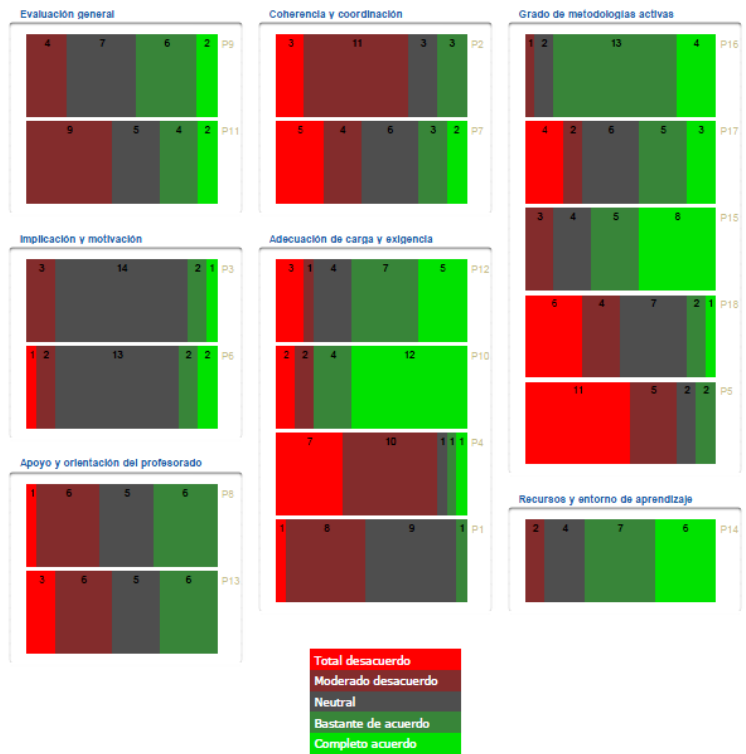 Evaluación general
4 7 6 2 P9
9 5 4 2 P11
Implicación y motivación
3 14 2 1 P3
1 2 13 2 2 P6
Apoyo y orientación del profesorado
1 6 5 6 P8
3 6 5 6 P13
Coherencia y coordinación
3 11 3 3 P2
5 4 6 3 2 P7
Adecuación de carga y exigencia
3 1 4 7 5 P12
2 2 4 12 P10
7 10 1 1 1 P4
1 8 9 1 P1
Grado de metodologías activas
1 2 13 4 P16
4 2 6 5 3 P17
3 4 5 8 P15
6 4 7 2 1 P18
11 5 2 2 P5
Recursos y entorno de aprendizaje
2 4 7 6 P14
Total desacuerdo
Moderado desacuerdo
Neutral
Bastante de acuerdo
Completo acuerdo